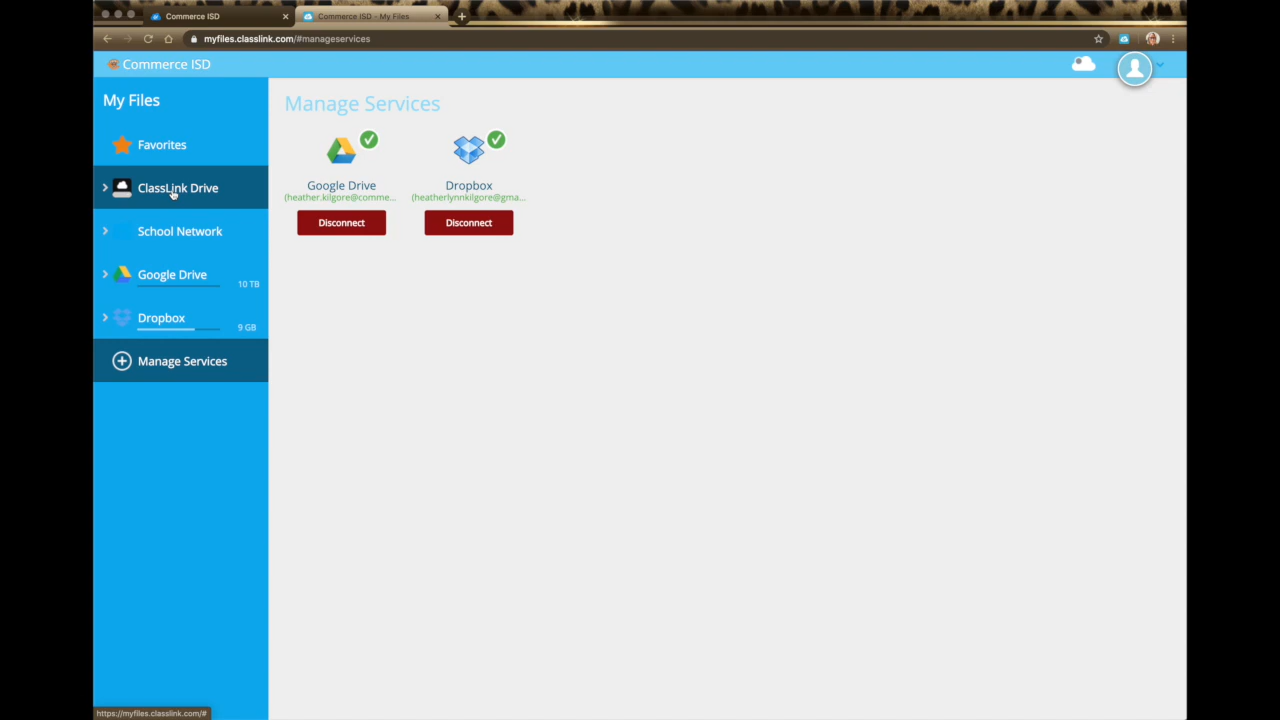 Commerce ISD
Commerce ISD - My Files
myfiles.classlink.com/#manageservices
Commerce ISD
My Files
Favorites
ClassLink Drive
School Network
Google Drive
10 TB
Dropbox
9 GB
Manage Services
Manage Services
Google Drive
(heather.kilgore@comme...
Disconnect
Dropbox
(heatherlynnkilgore@gma...
Disconnect
https://myfiles.classlink.com/#